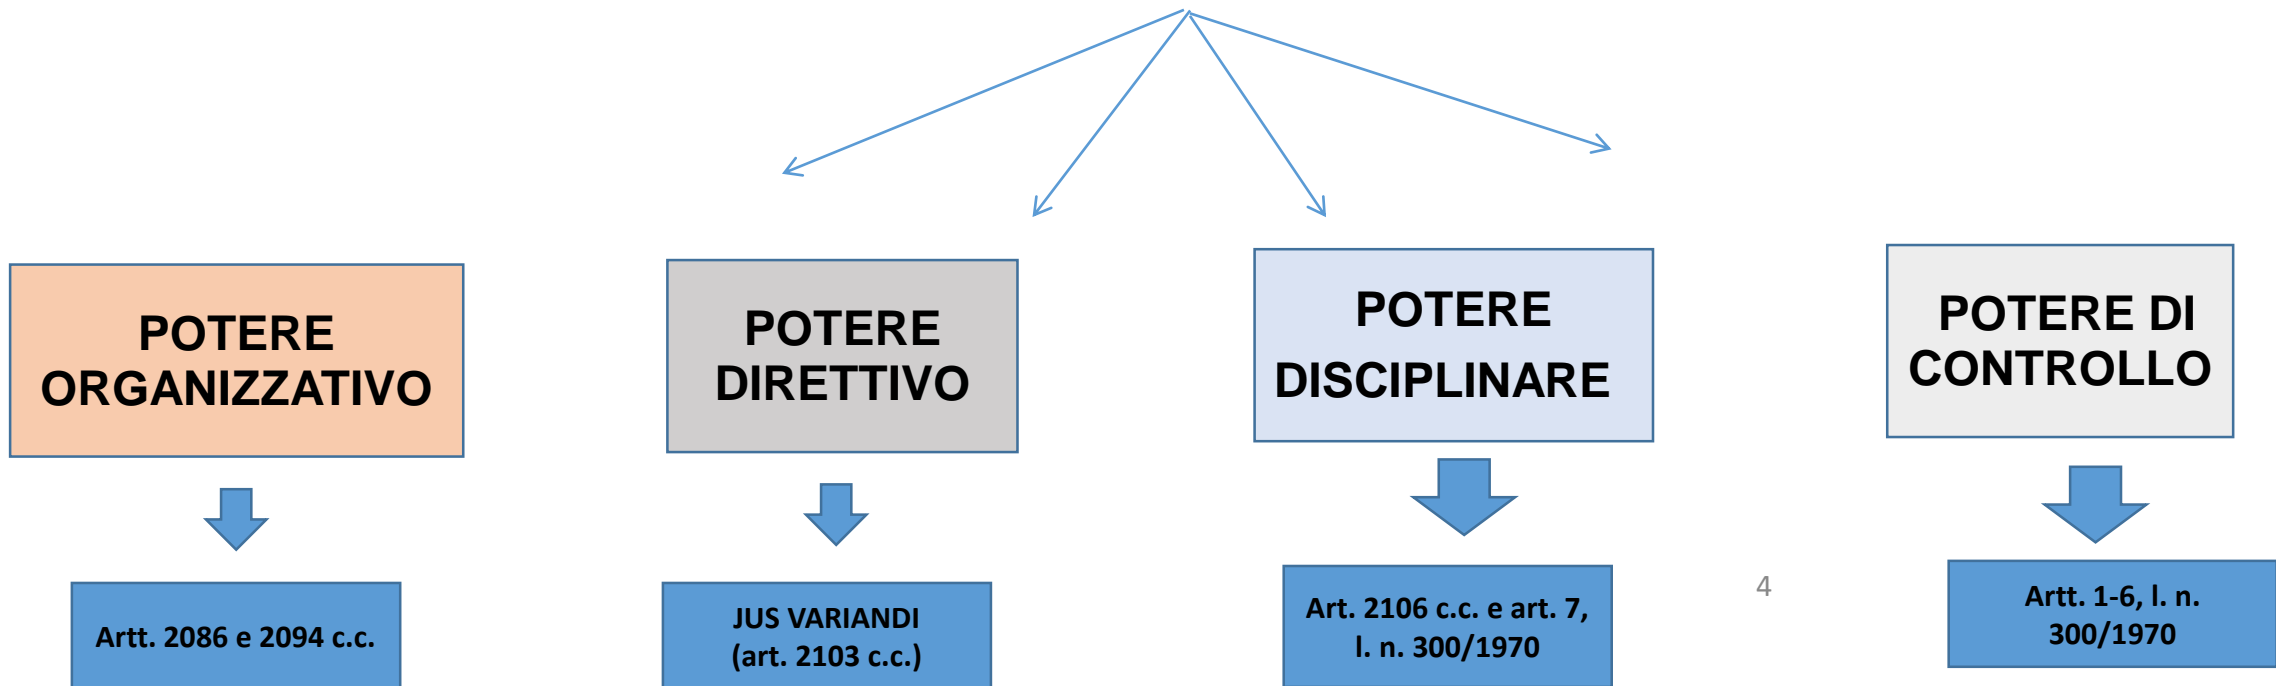 POTERE
ORGANIZZATIVO
POTERE
DIRETTIVO
POTERE
DISCIPLINARE
POTERE DI
CONTROLLO
Artt. 2086 e 2094 c.c.
JUS VARIANDI
(art. 2103 c.c.)
Art. 2106 c.c. e art. 7,
l. n. 300/1970
4
Artt. 1-6, l. n.
300/1970